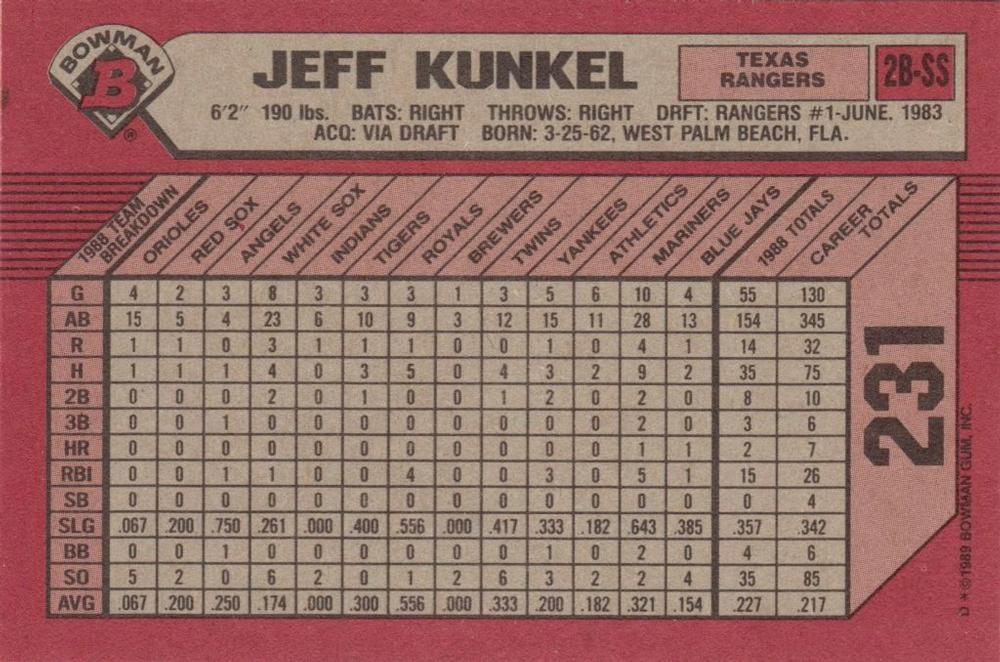 BOWMAN
B
®
JEFF KUNKEL
TEXAS
RANGERS
2B-SS
6'2" 190 lbs. BATS: RIGHT THROWS: RIGHT DRFT: RANGERS #1-JUNE. 1983
ACQ: VIA DRAFT BORN: 3-25-62, WEST PALM BEACH, FLA.
1988 TEAM BREAKDOWN ORIOLES RED SOX ANGELS WHITE SOX INDIANS TIGERS ROYALS BREWERS TWINS YANKEES ATHLETICS MARINERS BLUE JAYS 1988 TOTALS CAREER TOTALS
G 4 2 3 8 3 3 3 1 3 5 6 10 4 55 130
AB 15 5 4 23 6 10 9 3 12 15 11 28 13 154 345
R 1 1 0 3 1 1 1 0 0 1 0 4 1 14 32
H 1 1 1 4 0 3 5 0 4 3 2 9 2 35 75
2B 0 0 0 2 0 1 0 0 1 2 0 2 0 8 10
3B 0 0 1 0 0 0 0 0 0 0 0 2 0 3 6
HR 0 0 0 0 0 0 0 0 0 0 0 1 1 2 7
RBI 0 0 1 1 0 0 4 0 0 3 0 5 1 15 26
SB 0 0 0 0 0 0 0 0 0 0 0 0 0 0 4
SLG .067 .200 .750 .261 .000 .400 .556 .000 .417 .333 .182 .643 .385 .357 .342
BB 0 0 1 0 0 0 0 0 0 1 0 2 0 4 6
SO 5 2 0 6 2 0 1 2 6 3 2 2 4 35 85
AVG .067 .200 .250 .174 .000 .300 .556 .000 .333 .200 .182 .321 .154 .227 .217
231
D * © 1989 BOWMAN GUM, INC.